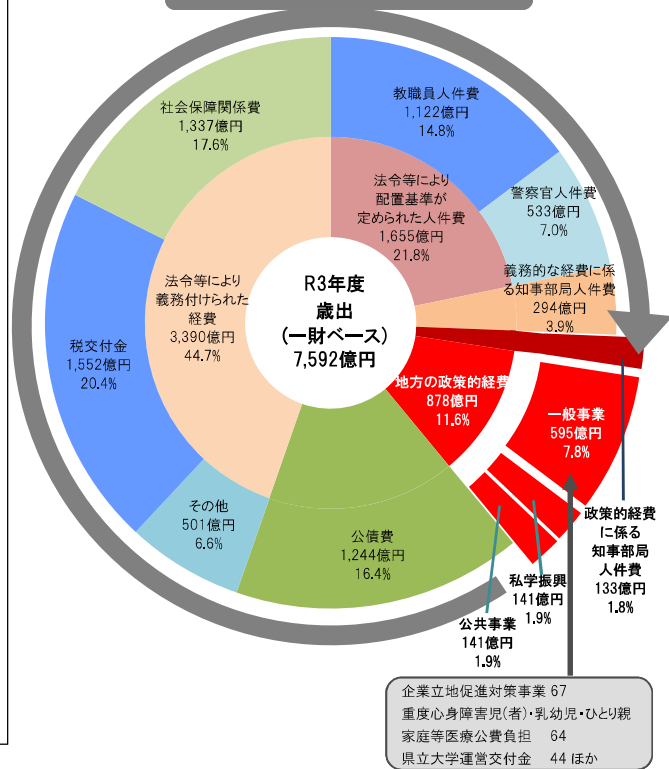 社会保障関係費
1,337億円
17.6%
教職員人件費
1,122億円
14.8%
警察官人件費
533億円
7.0%
法令等により
配置基準が
定められた人件費
1,655億円
21.8%
義務的な経費に係
る知事部局人件費
294億円
3.9%
法令等により
義務付けられた
経費
3,390億円
44.7%
R3年度
歳出
(一財ベース)
7,592億円
税交付金
1,552億円
20.4%
地方の政策的経費
878億円
11.6%
一般事業
595億円
7.8%
その他
501億円
6.6%
公債費
1,244億円
16.4%
政策的経費
に係る
知事部局
人件費
133億円
1.8%
私学振興
141億円
1.9%
公共事業
141億円
1.9%
企業立地促進対策事業 67
重度心身障害児(者)・乳幼児・ひとり親
家庭等医療公費負担 64
県立大学運営交付金 44 ほか